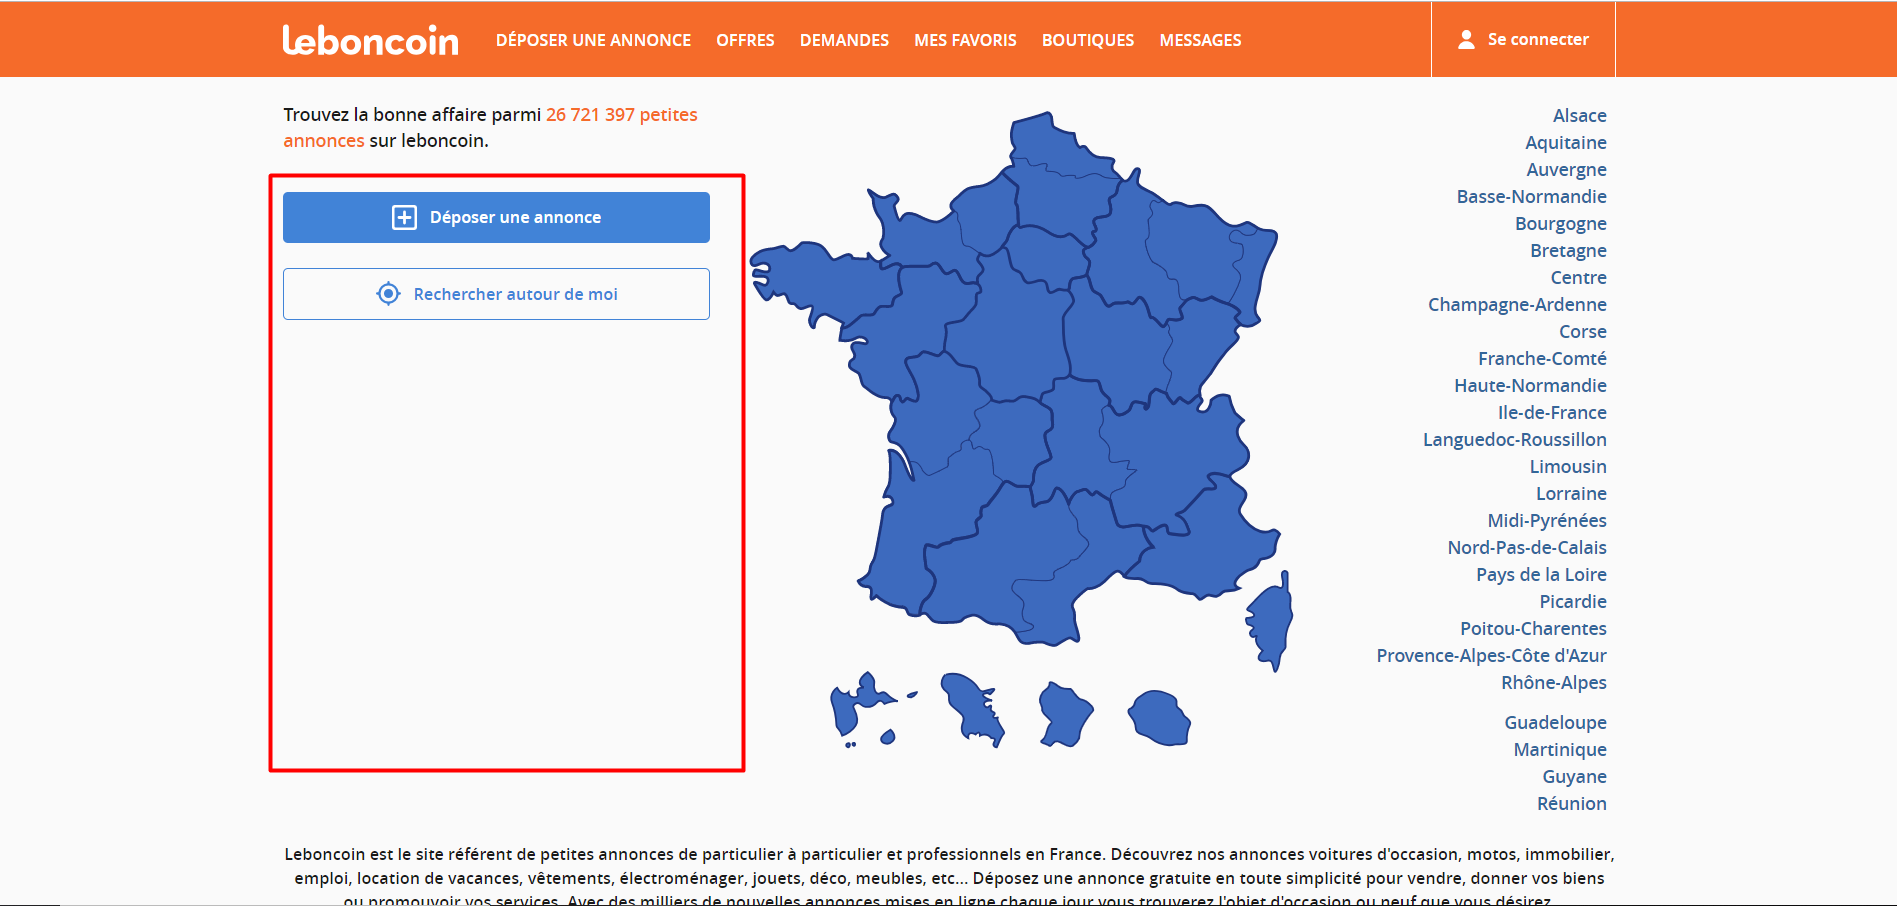 leboncoin DÉPOSER UNE ANNONCE OFFRES DEMANDES MES FAVORIS BOUTIQUES MESSAGES Se connecter
Trouvez la bonne affaire parmi 26 721 397 petites
annonces sur leboncoin.
Déposer une annonce
Rechercher autour de moi
Alsace
Aquitaine
Auvergne
Basse-Normandie
Bourgogne
Bretagne
Centre
Champagne-Ardenne
Corse
Franche-Comté
Haute-Normandie
Ile-de-France
Languedoc-Roussillon
Limousin
Lorraine
Midi-Pyrénées
Nord-Pas-de-Calais
Pays de la Loire
Picardie
Poitou-Charentes
Provence-Alpes-Côte d'Azur
Rhône-Alpes
Guadeloupe
Martinique
Guyane
Réunion
Leboncoin est le site référent de petites annonces de particulier à particulier et professionnels en France. Découvrez nos annonces voitures d'occasion, motos, immobilier,
emploi, location de vacances, vêtements, électroménager, jouets, déco, meubles, etc... Déposez une annonce gratuite en toute simplicité pour vendre, donner vos biens
ou promouvoir vos services. Avec des milliers de nouvelles annonces mises en ligne chaque jour vous trouverez l'objet d'occasion ou neuf que vous désirez